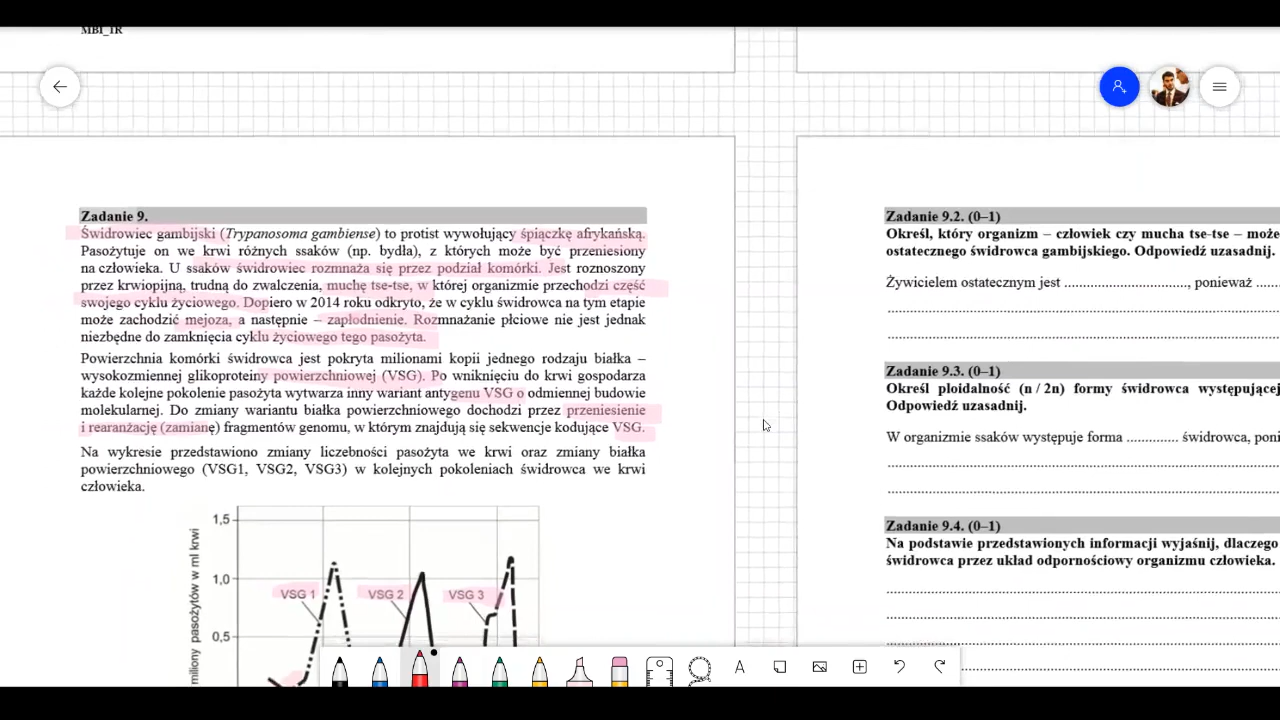 MBI_1R
Zadanie 9.
Świdrowiec gambijski (Trypanosoma gambiense) to protist wywołujący śpiączkę afrykańską.
Pasożytuje on we krwi różnych ssaków (np. bydła), z których może być przeniesiony
na człowieka. U ssaków świdrowiec rozmnaża się przez podział komórki. Jest roznoszony
przez krwiopijną, trudną do zwalczenia, muchę tse-tse, w której organizmie przechodzi część
swojego cyklu życiowego. Dopiero w 2014 roku odkryto, że w cyklu świdrowca na tym etapie
może zachodzić mejoza, a następnie – zapłodnienie. Rozmnażanie płciowe nie jest jednak
niezbędne do zamknięcia cyklu życiowego tego pasożyta.
Powierzchnia komórki świdrowca jest pokryta milionami kopii jednego rodzaju białka –
wysokozmiennej glikoproteiny powierzchniowej (VSG). Po wniknięciu do krwi gospodarza
każde kolejne pokolenie pasożyta wytwarza inny wariant antygenu VSG o odmiennej budowie
molekularnej. Do zmiany wariantu białka powierzchniowego dochodzi przez przeniesienie
i rearanżację (zamianę) fragmentów genomu, w którym znajdują się sekwencje kodujące VSG.
Na wykresie przedstawiono zmiany liczebności pasożyta we krwi oraz zmiany białka
powierzchniowego (VSG1, VSG2, VSG3) w kolejnych pokoleniach świdrowca we krwi
człowieka.
1,5
1,0
0,5
miliony pasożytów w ml krwi
VSG 1
VSG 2
VSG 3
Zadanie 9.2. (0–1)
Określ, który organizm – człowiek czy mucha tse-tse – może
ostatecznego świdrowca gambijskiego. Odpowiedź uzasadnij.
Żywicielem ostatecznym jest ..............................., ponieważ
Zadanie 9.3. (0–1)
Określ ploidalność (n / 2n) formy świdrowca występującej
Odpowiedź uzasadnij.
W organizmie ssaków występuje forma ............. świdrowca, poni
Zadanie 9.4. (0–1)
Na podstawie przedstawionych informacji wyjaśnij, dlaczego
świdrowca przez układ odpornościowy organizmu człowieka.
A